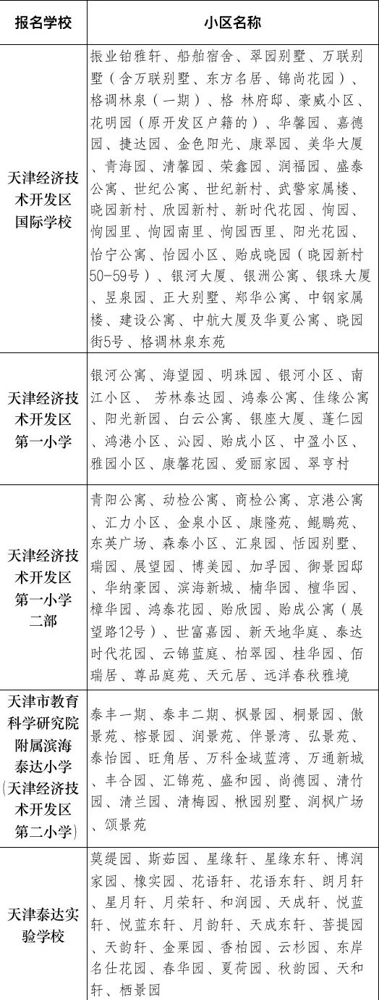 报名学校
小区名称
天津经济技
术开发区
国际学校
振业铂雅轩、船舶宿舍、翠园别墅、万联别
墅（含万联别墅、东方名居、锦尚花园）、
格调林泉（一期）、格 林府邸、豪威小区、
花明园（原开发区户籍的）、华馨园、嘉德
园、捷达园、金色阳光、康翠园、美华大厦
、青海园、清馨园、荣鑫园、润福园、盛泰
公寓、世纪公寓、世纪新村、武警家属楼、
晓园新村、欣园新村、新时代花园、恂园、
恂园里、恂园南里、恂园西里、阳光花园、
怡宁公寓、怡园小区、贻成晓园（晓园新村
50-59号）、银河大厦、银洲公寓、银珠大厦
、昱泉园、正大别墅、郑华公寓、中钢家属
楼、建设公寓、中航大厦及华夏公寓、晓园
街5号、格调林泉东苑
天津经济技
术开发区
第一小学
银河公寓、海望园、明珠园、银河小区、南
江小区、 芳林泰达园、鸿泰公寓、佳缘公寓
、阳光新园、白云公寓、银座大厦、蓬仁园
、鸿港小区、沁园、贻成小区、中盈小区、
雅园小区、康馨花园、爱丽家园、翠亨村
天津经济技
术开发区
第一小学
二部
青阳公寓、动检公寓、商检公寓、京港公寓
、汇力小区、金泉小区、康隆苑、鲲鹏苑、
东英广场、森泰小区、汇泉园、恬园别墅、
瑞园、展望园、博美园、加孚园、御景园邸
、华纳豪园、滨海新城、楠华园、檀华园、
樟华园、鸿泰花园、贻欣园、贻成公寓（展
望路12号）、世富嘉园、新天地华庭、泰达
时代花园、云锦蓝庭、柏翠园、桂华园、佰
瑞居、尊品庭苑、天元居、远洋春秋雅境
天津市教育
科学研究院
附属滨海
泰达小学
(天津经济技
术开发区
第二小学)
泰丰一期、泰丰二期、枫景园、桐景园、傲
景苑、榕景园、润景苑、伴景湾、弘景苑、
泰怡园、旺角居、万科金域蓝湾、万通新城
、丰合园、汇锦苑、盛和园、尚德园、清竹
园、清兰园、清梅园、楸园别墅、润枫广场
、颂景苑
天津泰达实
验学校
莫缇园、斯茹园、星缘轩、星缘东轩、博润
家园、橡实园、花语轩、花语东轩、朗月轩
、星月轩、月荣轩、和润园、天成轩、悦蓝
轩、悦蓝东轩、月韵轩、天成东轩、菩提园
、天韵轩、金栗园、香柏园、云杉园、东岸
名仕花园、春华园、夏荷园、秋韵园、天和
轩、栖景园